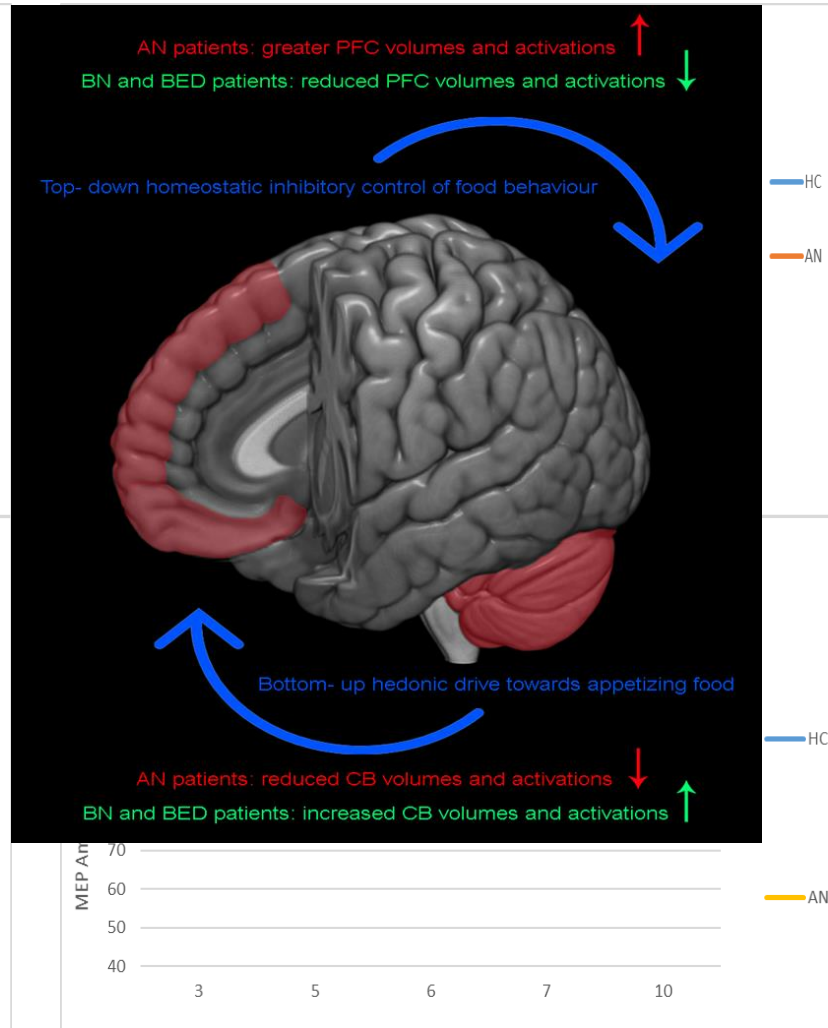 AN patients: greater PFC volumes and activations
BN and BED patients: reduced PFC volumes and activations
Top- down homeostatic inhibitory control of food behaviour
HC
AN
Bottom- up hedonic drive towards appetizing food
HC
AN patients: reduced CB volumes and activations
BN and BED patients: increased CB volumes and activations
MEP
70
60
50
40
AN
3 5 6 7 10